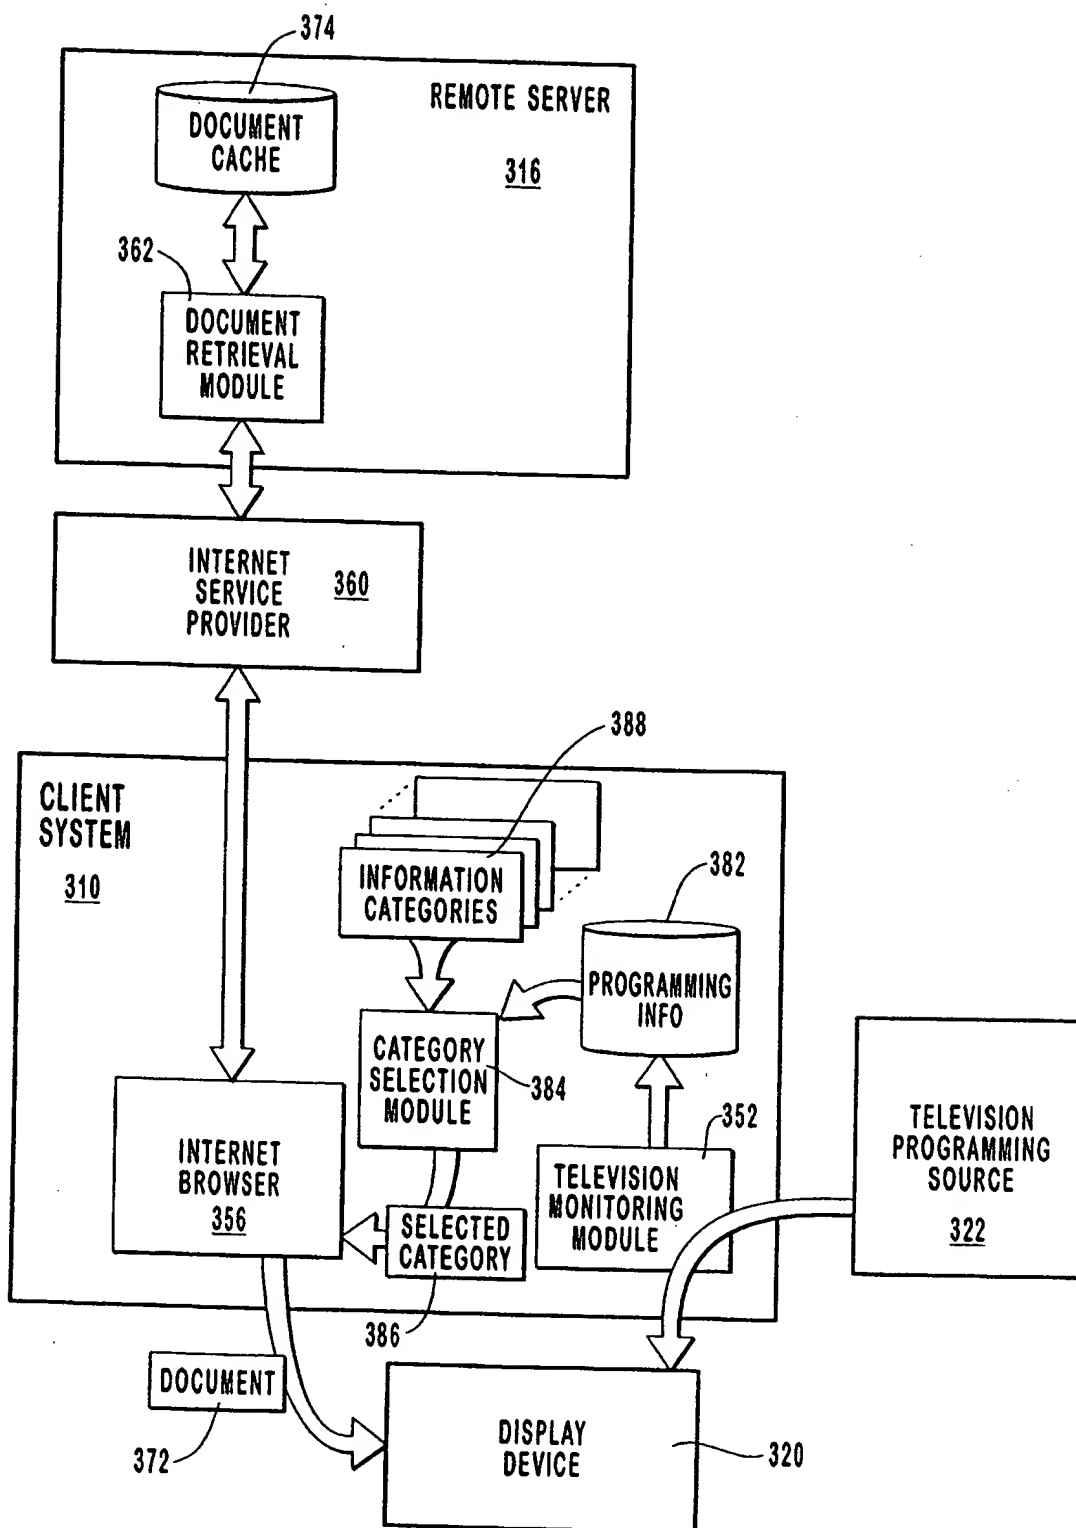 374
REMOTE SERVER
316
DOCUMENT
CACHE
362
DOCUMENT
RETRIEVAL
MODULE
INTERNET
SERVICE
PROVIDER
360
388
CLIENT
SYSTEM
310
INFORMATION
CATEGORIES
382
PROGRAMMING
INFO
CATEGORY
SELECTION
MODULE
384
352
TELEVISION
PROGRAMMING
SOURCE
322
INTERNET
BROWSER
356
TELEVISION
MONITORING
MODULE
SELECTED
CATEGORY
386
DOCUMENT
372
DISPLAY
DEVICE
320